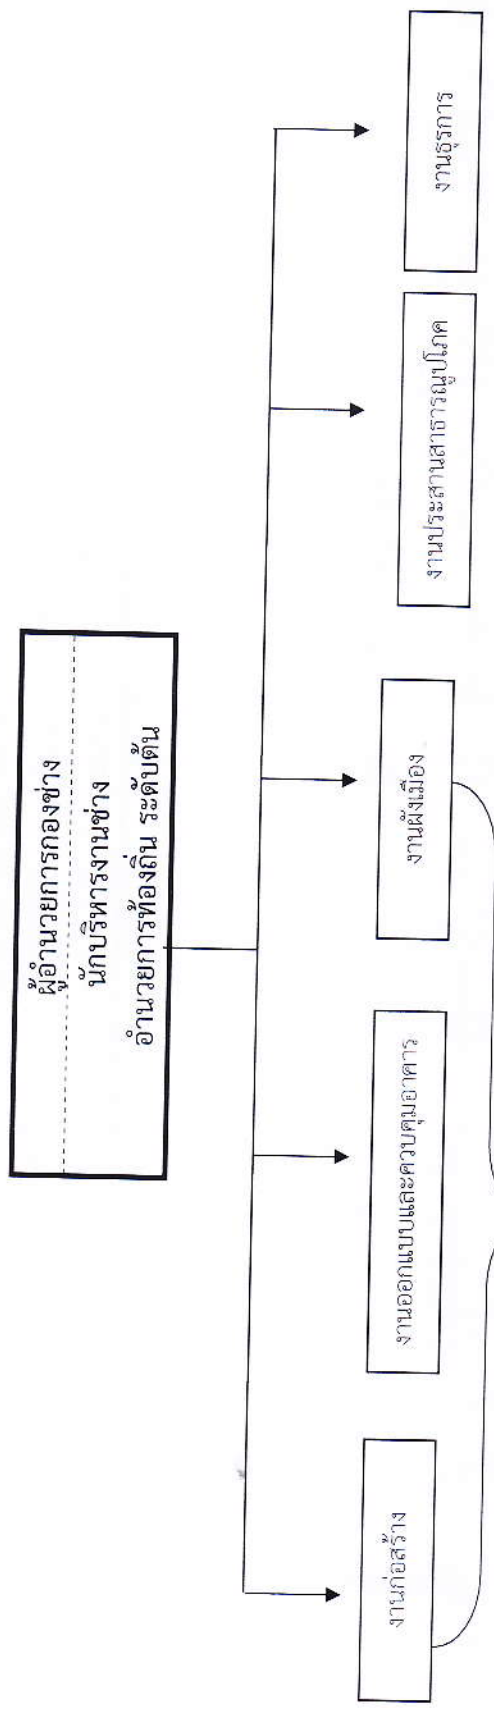 ผู้อำนวยการกองช่าง
นักบริหารงานช่าง
อำนวยการท้องถิ่น ระดับต้น
งานก่อสร้าง
งานออกแบบและควบคุมอาคาร
งานผังเมือง
งานประสานสาธารณูปโภค
งานธุรการ